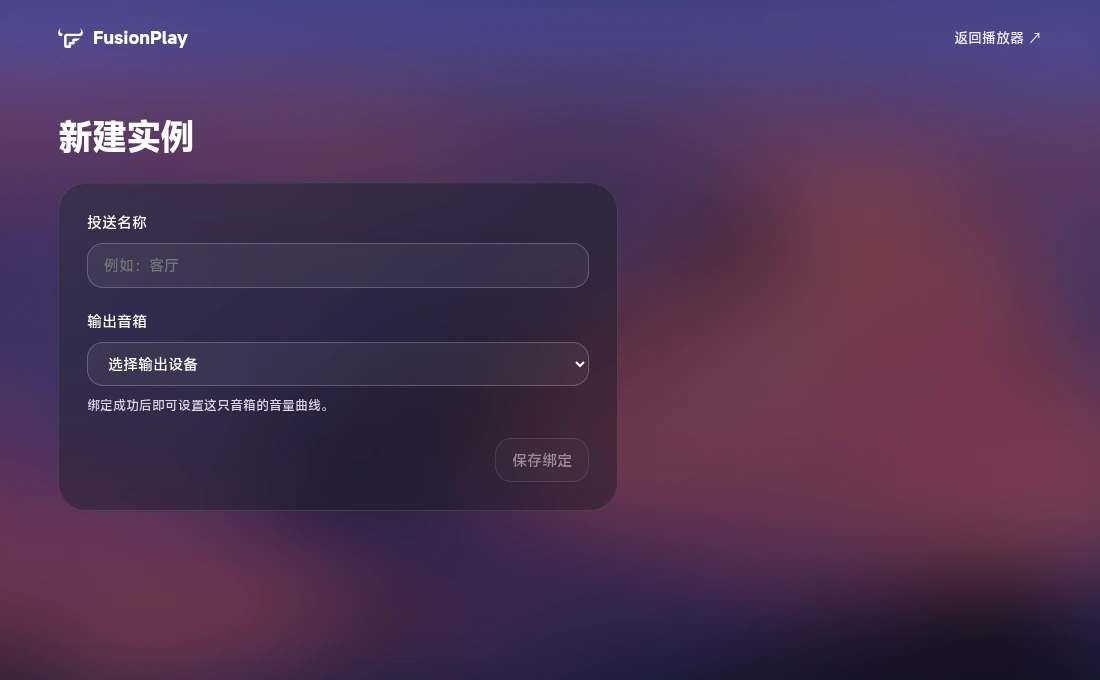 FusionPlay
返回播放器 ↗
新建实例
投送名称
例如：客厅
输出音箱
选择输出设备
绑定成功后即可设置这只音箱的音量曲线。
保存绑定